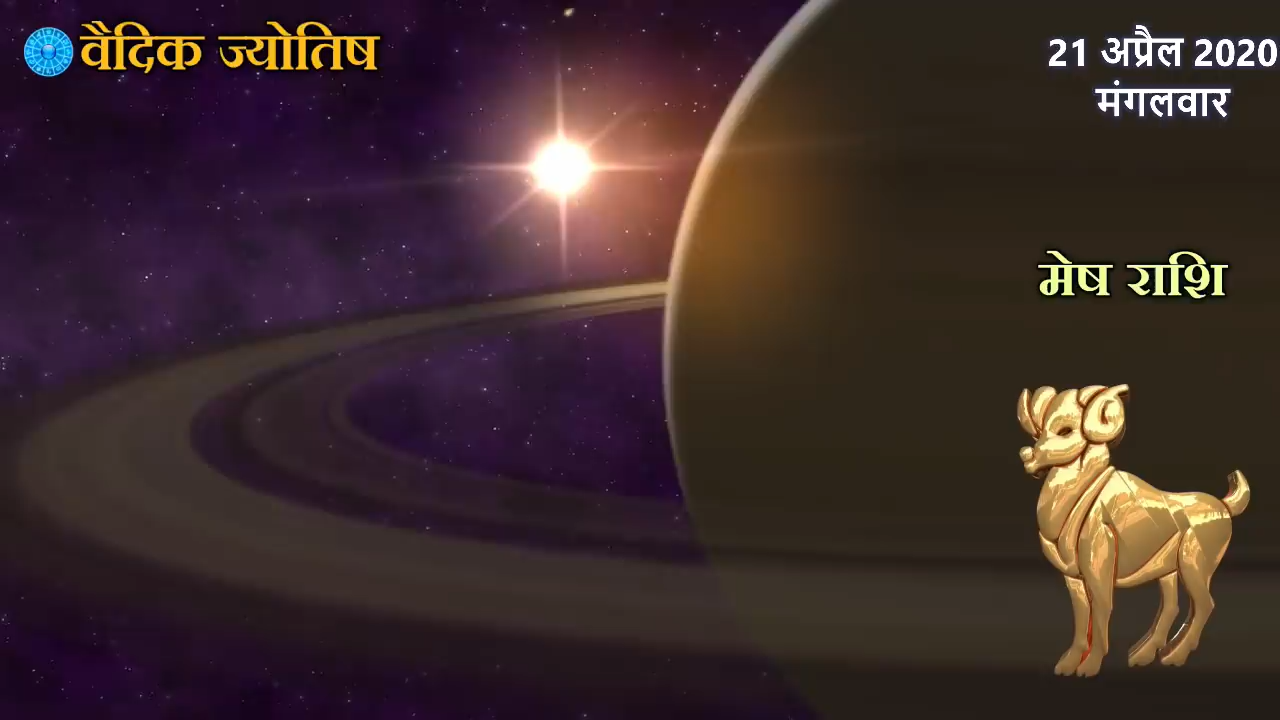 वैदिक ज्योतिष
21 अप्रैल 2020
मंगलवार
मेष राशि